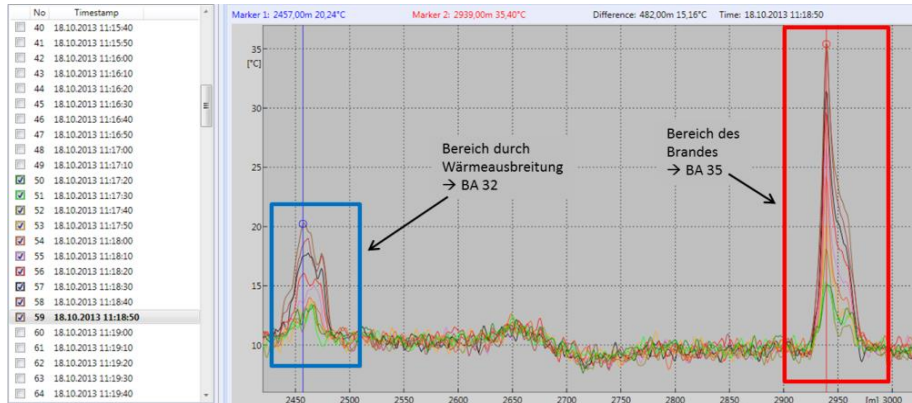 No Timestamp
40 18.10.2013 11:15:40
41 18.10.2013 11:15:50
42 18.10.2013 11:16:00
43 18.10.2013 11:16:10
44 18.10.2013 11:16:20
45 18.10.2013 11:16:30
46 18.10.2013 11:16:40
47 18.10.2013 11:16:50
48 18.10.2013 11:17:00
49 18.10.2013 11:17:10
50 18.10.2013 11:17:20
51 18.10.2013 11:17:30
52 18.10.2013 11:17:40
53 18.10.2013 11:17:50
54 18.10.2013 11:18:00
55 18.10.2013 11:18:10
56 18.10.2013 11:18:20
57 18.10.2013 11:18:30
58 18.10.2013 11:18:40
59 18.10.2013 11:18:50
60 18.10.2013 11:19:00
61 18.10.2013 11:19:10
62 18.10.2013 11:19:20
63 18.10.2013 11:19:30
64 18.10.2013 11:19:40
Marker 1: 2457,00m 20,24°C Marker 2: 2939,00m 35,40°C Difference: 482,00m 15,16°C Time: 18.10.2013 11:18:50
35
[°C]
30
25
20
15
10
Bereich durch
Wärmeausbreitung
→ BA 32
Bereich des
Brandes
→ BA 35
2450 2500 2550 2600 2650 2700 2750 2800 2850 2900 2950 [m] 3000